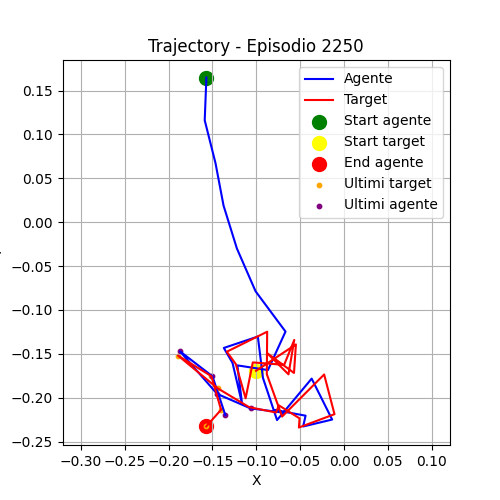 Trajectory - Episodio 2250
Agente
Target
Start agente
Start target
End agente
Ultimi target
Ultimi agente
0.15
0.10
0.05
0.00
−0.05
−0.10
−0.15
−0.20
−0.25
−0.30 −0.25 −0.20 −0.15 −0.10 −0.05 0.00 0.05 0.10
X